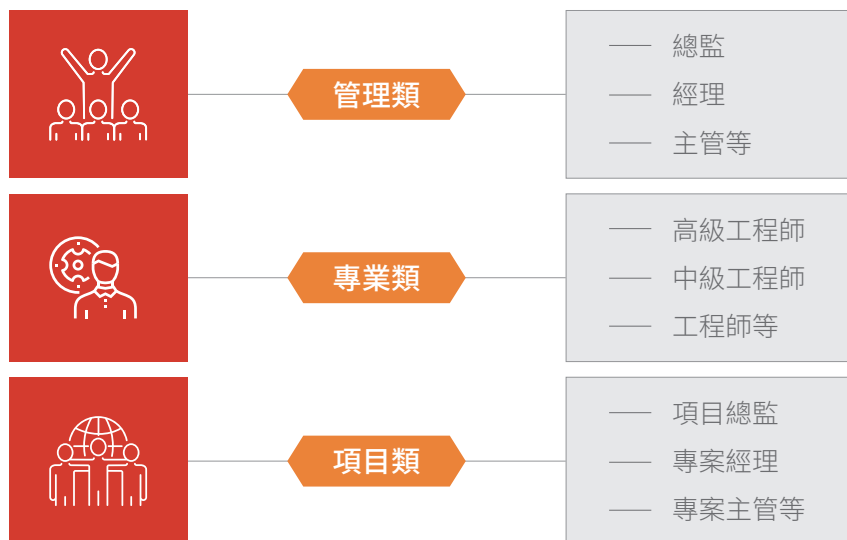 管理類
總監
經理
主管等
專業類
高級工程師
中級工程師
工程師等
項目類
項目總監
專案經理
專案主管等